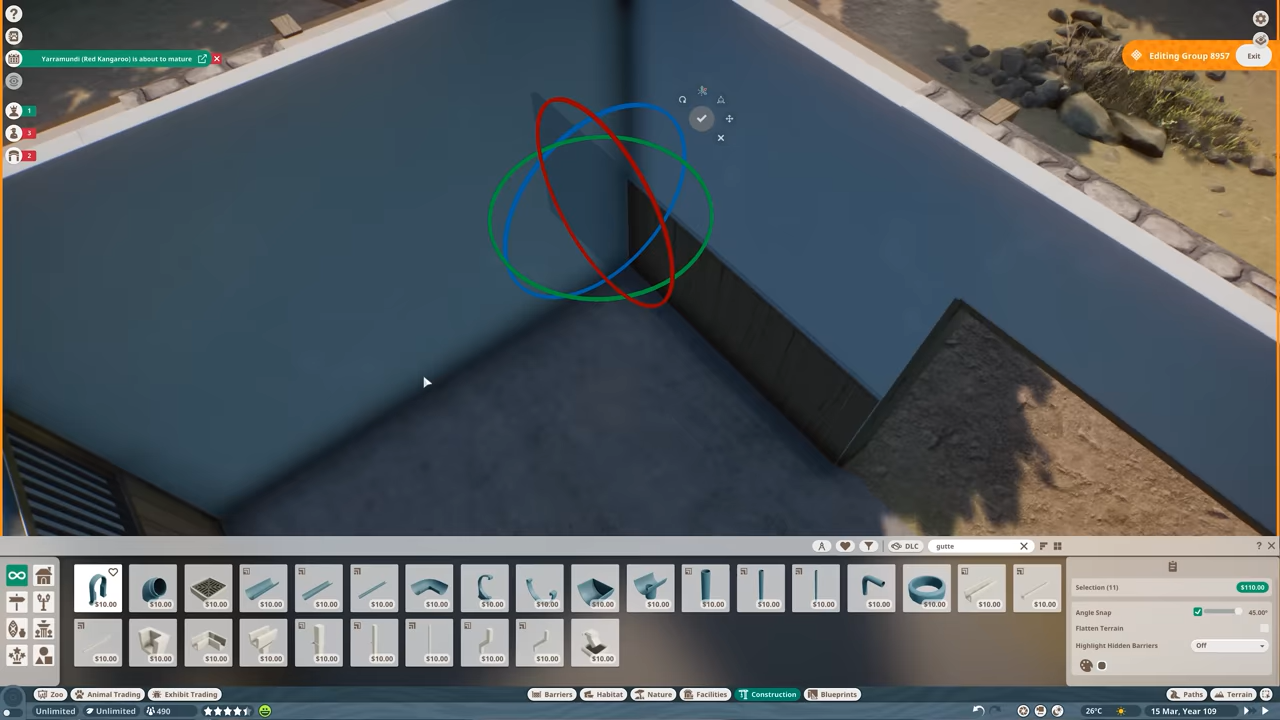 ?
Yarramundi (Red Kangaroo) is about to mature
Editing Group 8957
Exit
1
3
2
DLC
gutte
?
$10.00 $10.00 $10.00 $10.00 $10.00 $10.00 $10.00 $10.00 $10.00 $10.00 $10.00 $10.00 $10.00 $10.00 $10.00 $10.00 $10.00 $10.00
$10.00 $10.00 $10.00 $10.00 $10.00 $10.00 $10.00 $10.00 $10.00 $10.00
Selection (11)
$110.00
Angle Snap
45.00°
Flatten Terrain
Highlight Hidden Barriers
Off
Zoo
Animal Trading
Exhibit Trading
Barriers
Habitat
Nature
Facilities
Construction
Blueprints
Paths
Terrain
Unlimited
Unlimited
490
26°C
15 Mar, Year 109